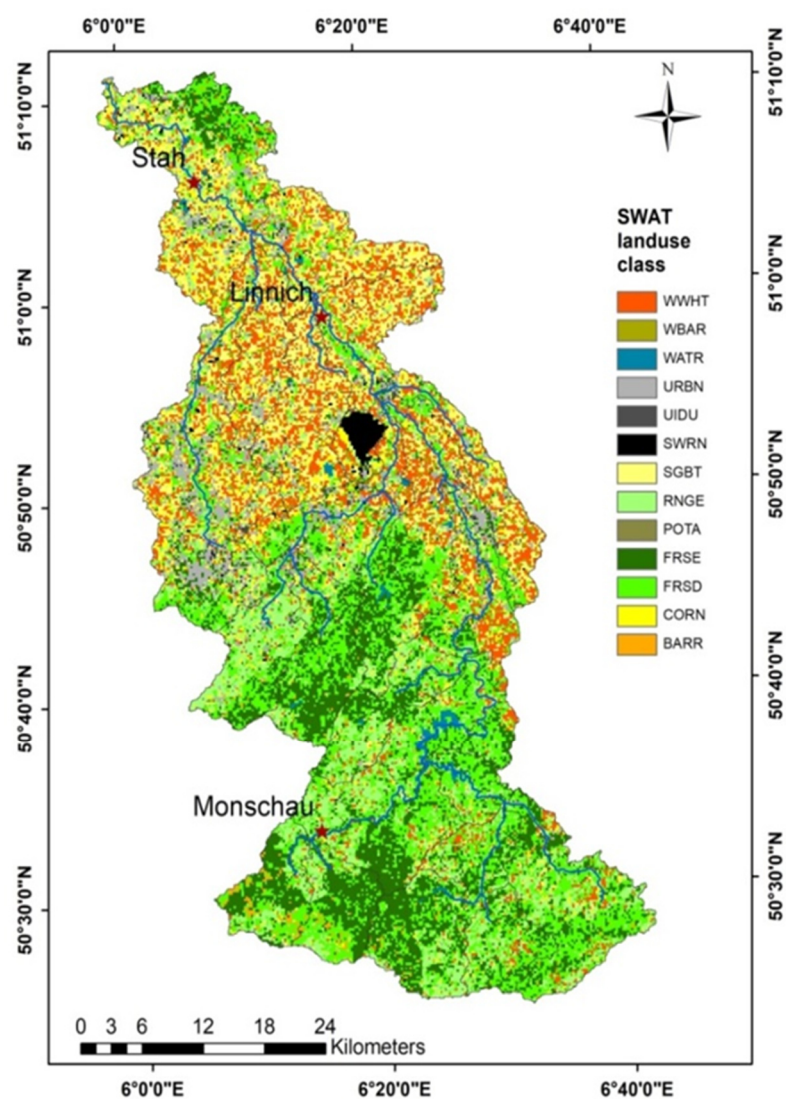 6°0'0"E 6°20'0"E 6°40'0"E
51°10'0"N
51°0'0"N
50°50'0"N
50°40'0"N
50°30'0"N
51°10'0"N
51°0'0"N
50°50'0"N
50°40'0"N
50°30'0"N
N
Stah
Linnich
Monschau
SWAT
landuse
class
WWHT
WBAR
WATR
URBN
UIDU
SWRN
SGBT
RNGE
POTA
FRSE
FRSD
CORN
BARR
0 3 6 12 18 24
Kilometers
6°0'0"E 6°20'0"E 6°40'0"E